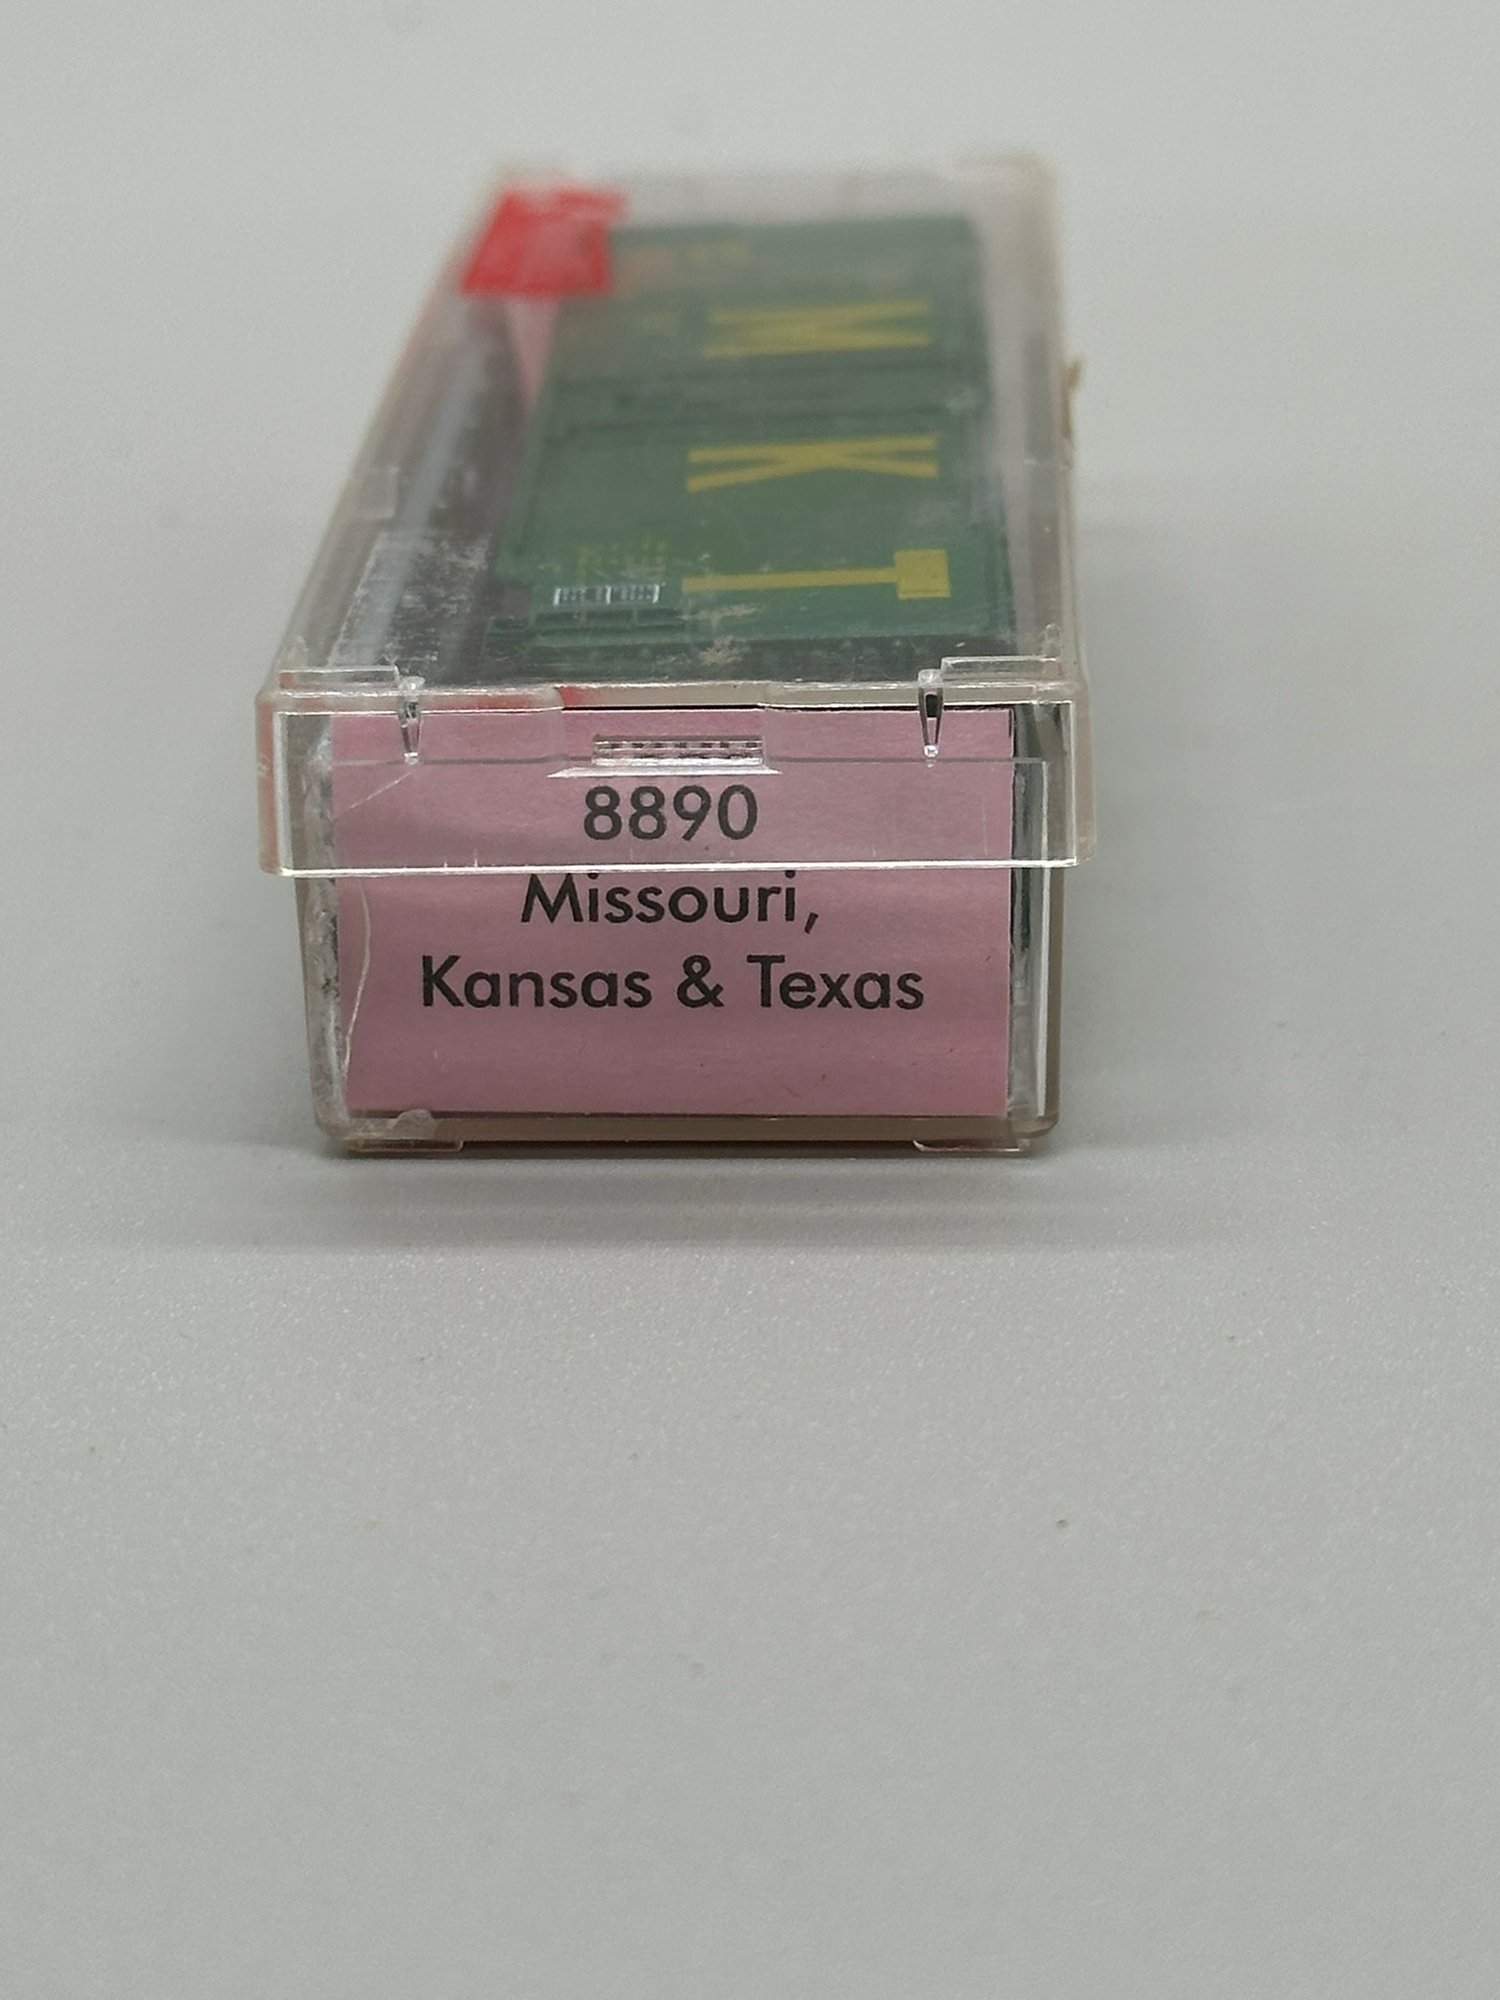 M
K
T
8890
Missouri,
Kansas & Texas